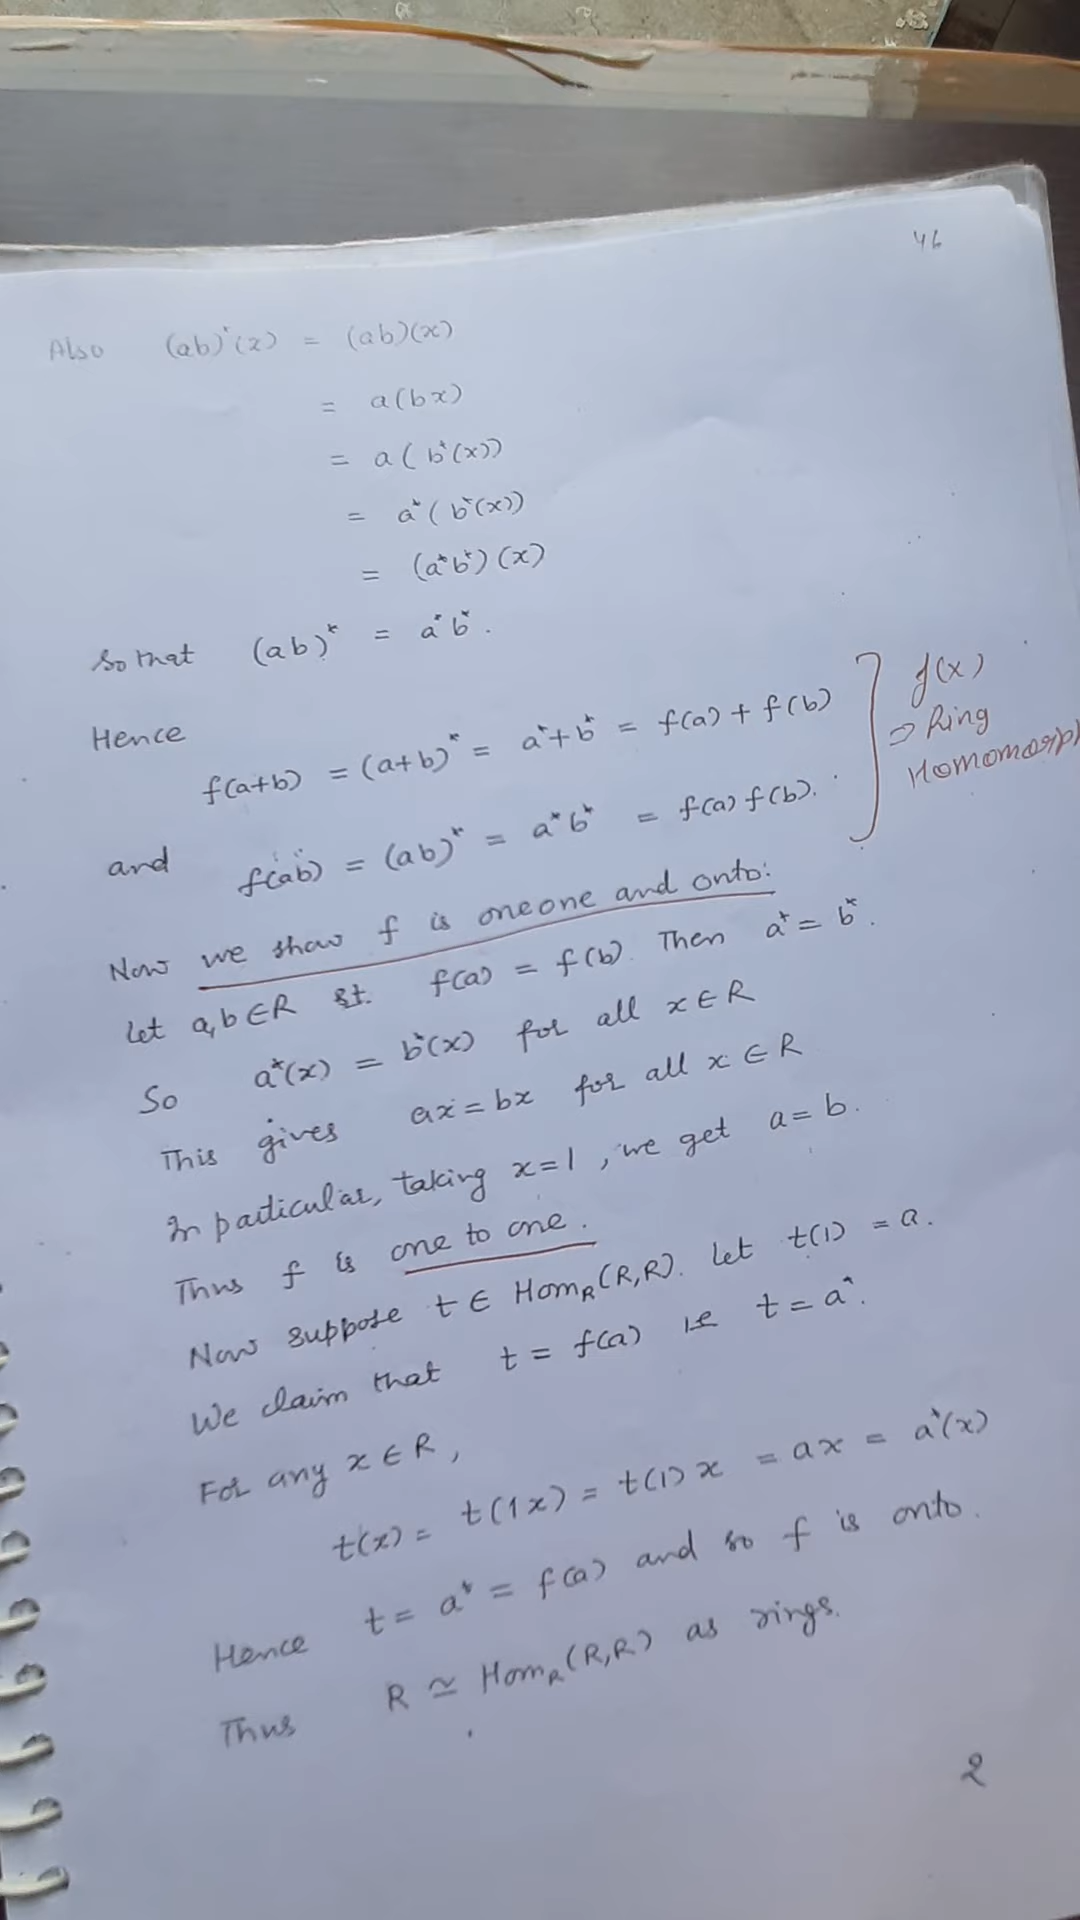 46
Also (ab)*(x) = (ab)(x)
= a(bx)
= a(b*(x))
= a*(b*(x))
= (a*b*)(x)
So that (ab)* = a*b*.
Hence
f(a+b) = (a+b)* = a*+b* = f(a) + f(b)
and f(ab) = (ab)* = a*b* = f(a) f(b).
f(x)
⇒ Ring
Homomorph
Now we show f is oneone and onto:
Let a,b ∈ R st. f(a) = f(b). Then a* = b*.
So a*(x) = b*(x) for all x ∈ R
This gives ax = bx for all x ∈ R
In particular, taking x=1, we get a = b.
Thus f is one to one.
Now suppose t ∈ Hom_R(R,R). Let t(1) = a.
We claim that t = f(a) ie t = a*.
For any x ∈ R,
t(x) = t(1x) = t(1)x = ax = a*(x)
Hence t = a* = f(a) and so f is onto.
Thus R ≃ Hom_R(R,R) as rings.
2